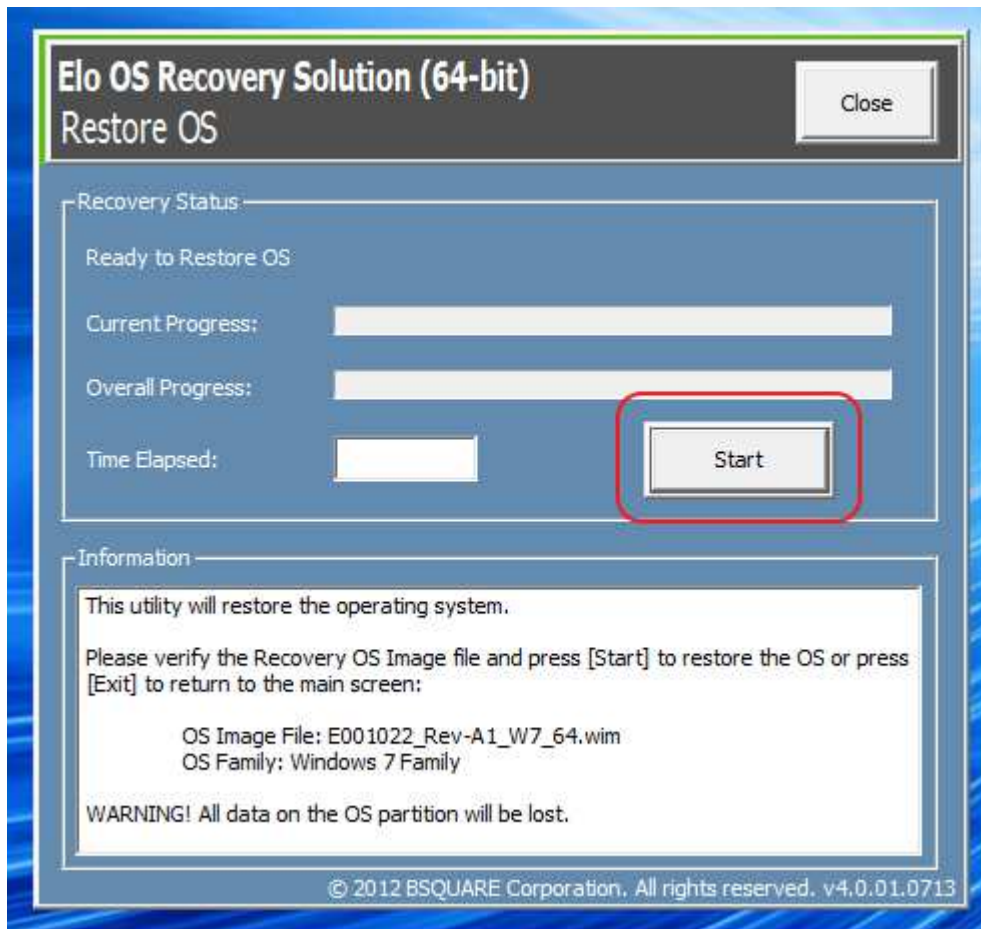 Elo OS Recovery Solution (64-bit)
Restore OS
Close
Recovery Status
Ready to Restore OS
Current Progress:
Overall Progress:
Time Elapsed:
Start
Information
This utility will restore the operating system.
Please verify the Recovery OS Image file and press [Start] to restore the OS or press
[Exit] to return to the main screen:
OS Image File: E001022_Rev-A1_W7_64.wim
OS Family: Windows 7 Family
WARNING! All data on the OS partition will be lost.
© 2012 BSQUARE Corporation. All rights reserved. v4.0.01.0713